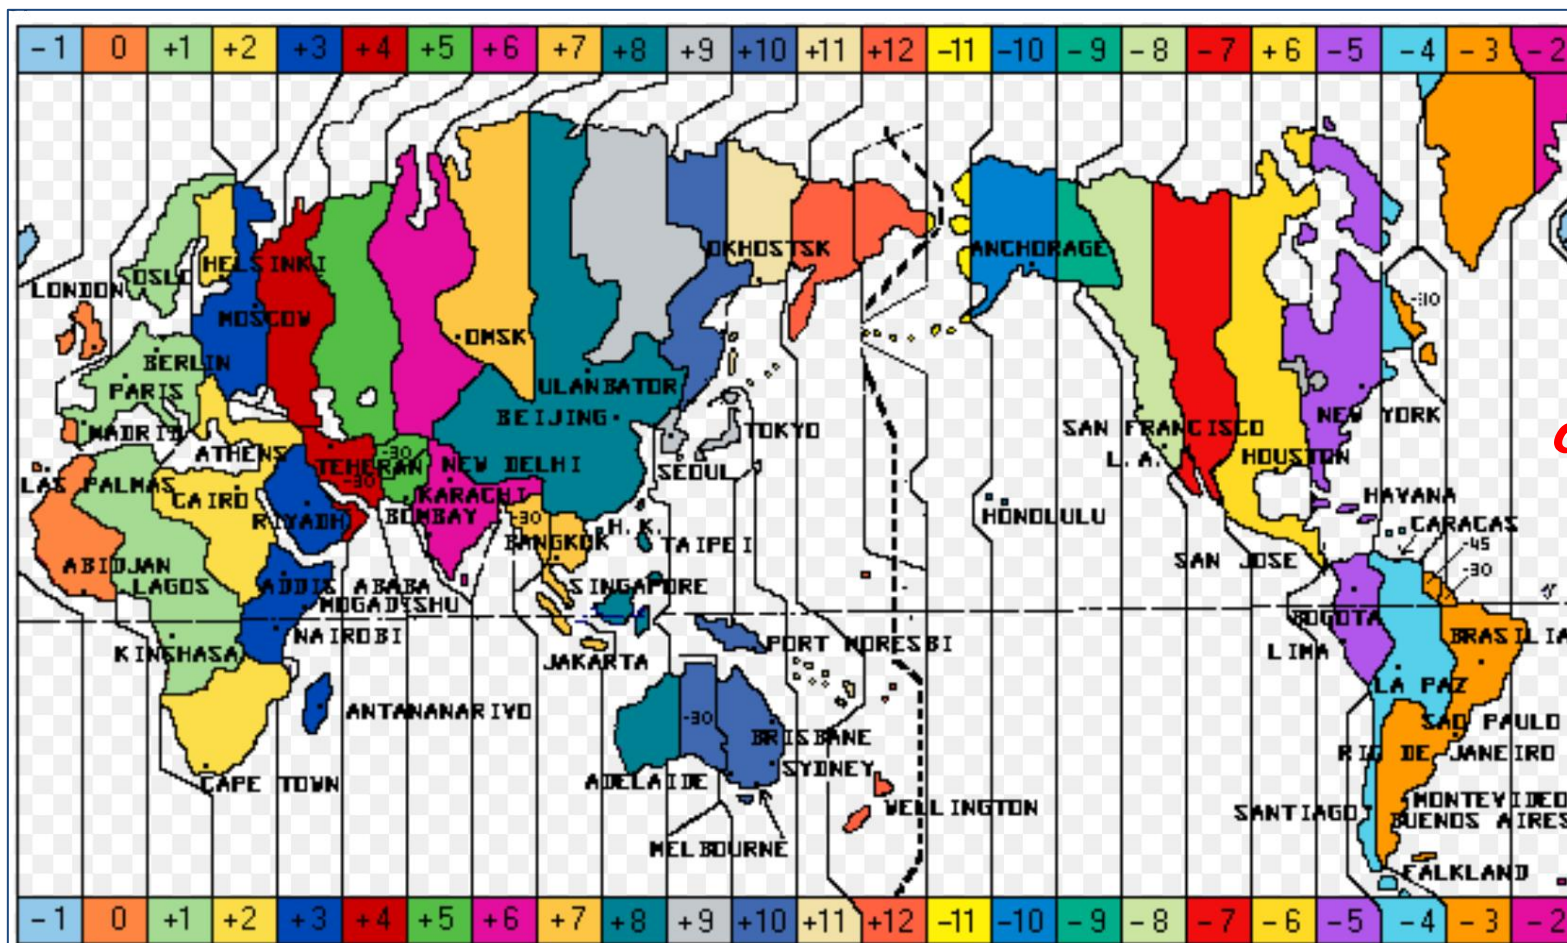 -1 0 +1 +2 +3 +4 +5 +6 +7 +8 +9 +10 +11 +12 -11 -10 -9 -8 -7 +6 -5 -4 -3 -2
OKHOSTSK
ANCHORAGE
HELSINKI
OSLO
LONDON
-30
MOSCOW
OMSK
BERLIN
ULANBATOR
PARIS
BEIJING
NEW YORK
MADRID
TOKYO
SAN FRANCISCO
ATHENS
-30
TEHERAN
NEW DELHI
SEOUL
L.A.
HOUSTON
LAS PALMAS
-30
CAIRO
KARACHI
HAVANA
RIYADH
BOMBAY
-30
H.K.
HONOLULU
CARACAS
BANGKOK
TAIPEI
-45
SAN JOSE
ABIDJAN
-30
LAGOS
ADDIS ABABA
SINGAPORE
MOGADISHU
BOGOTA
NAIROBI
PORT MORESBI
BRASILIA
KINSHASA
JAKARTA
LIMA
LA PAZ
ANTANANARIVO
-30
SAO PAULO
BRISBANE
RIO DE JANEIRO
SYDNEY
CAPE TOWN
ADELAIDE
MONTEVIDEO
WELLINGTON
SANTIAGO
BUENOS AIRES
MELBOURNE
FALKLAND
-1 0 +1 +2 +3 +4 +5 +6 +7 +8 +9 +10 +11 +12 -11 -10 -9 -8 -7 +6 -5 -4 -3 -2